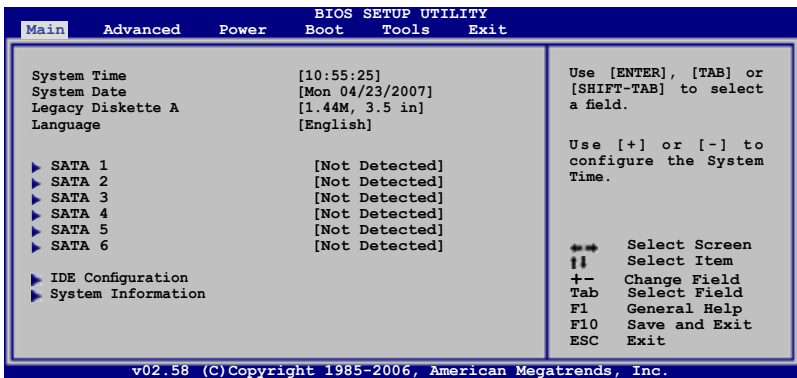 BIOS SETUP UTILITY
Main Advanced Power Boot Tools Exit
System Time [10:55:25]
System Date [Mon 04/23/2007]
Legacy Diskette A [1.44M, 3.5 in]
Language [English]
SATA 1 [Not Detected]
SATA 2 [Not Detected]
SATA 3 [Not Detected]
SATA 4 [Not Detected]
SATA 5 [Not Detected]
SATA 6 [Not Detected]
IDE Configuration
System Information
Use [ENTER], [TAB] or
[SHIFT-TAB] to select
a field.
Use [+] or [-] to
configure the System
Time.
Select Screen
Select Item
+- Change Field
Tab Select Field
F1 General Help
F10 Save and Exit
ESC Exit
v02.58 (C)Copyright 1985-2006, American Megatrends, Inc.